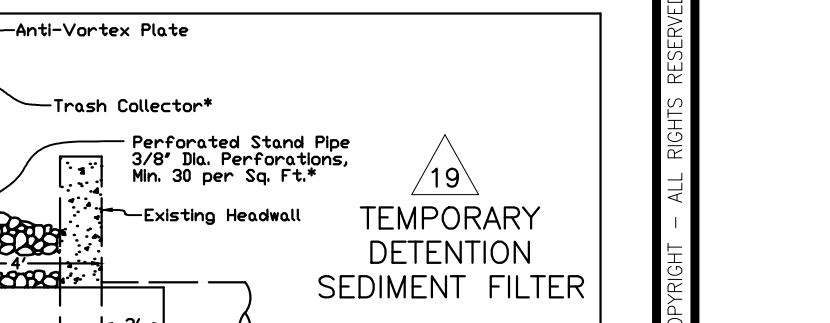 Anti-Vortex Plate
Trash Collector*
Perforated Stand Pipe
3/8" Dia. Perforations,
Min. 30 per Sq. Ft.*
Existing Headwall
4'
19
TEMPORARY
DETENTION
SEDIMENT FILTER
ALL RIGHTS RESERVED